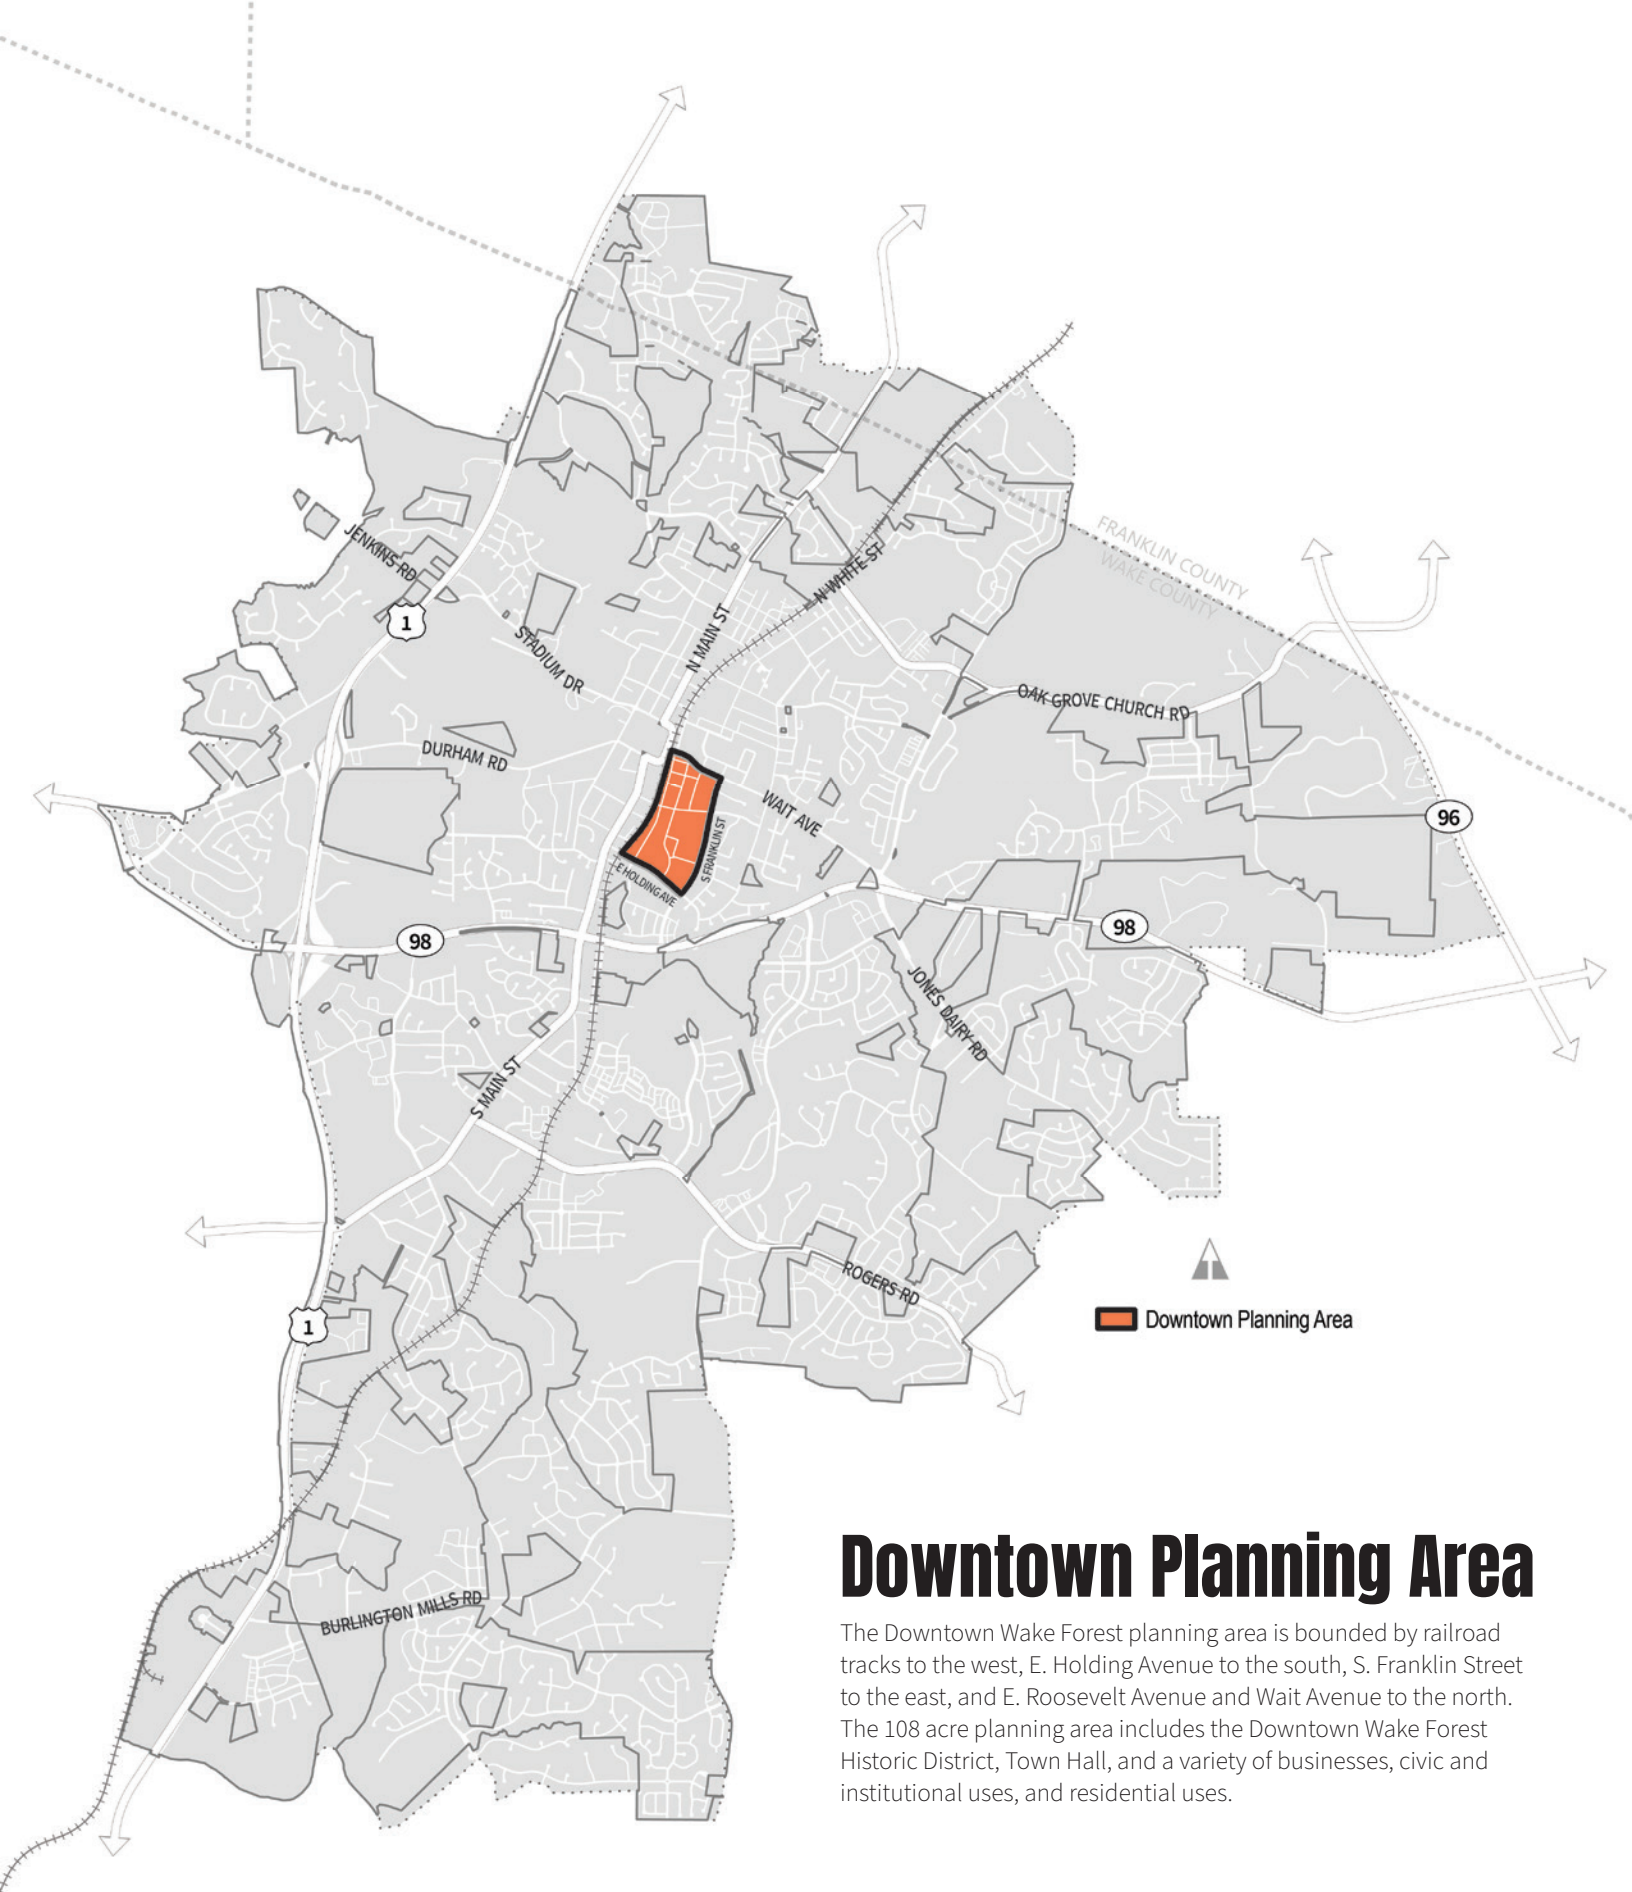 FRANKLIN COUNTY
WAKE COUNTY
JENKINS RD
1
N WHITE ST
STADIUM DR
N MAIN ST
OAK GROVE CHURCH RD
DURHAM RD
WAIT AVE
96
S FRANKLIN ST
E HOLDING AVE
98
98
JONES DAIRY RD
S MAIN ST
ROGERS RD
1
Downtown Planning Area
BURLINGTON MILLS RD
Downtown Planning Area
The Downtown Wake Forest planning area is bounded by railroad
tracks to the west, E. Holding Avenue to the south, S. Franklin Street
to the east, and E. Roosevelt Avenue and Wait Avenue to the north.
The 108 acre planning area includes the Downtown Wake Forest
Historic District, Town Hall, and a variety of businesses, civic and
institutional uses, and residential uses.